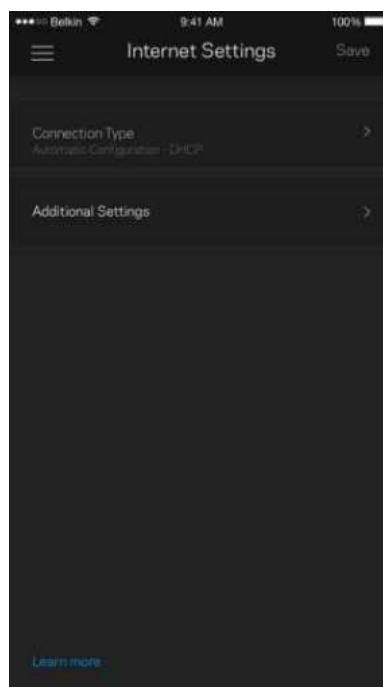 Belkin 9:41 AM 100%
Internet Settings Save
Connection Type >
Automatic Configuration - DHCP
Additional Settings >
Learn more